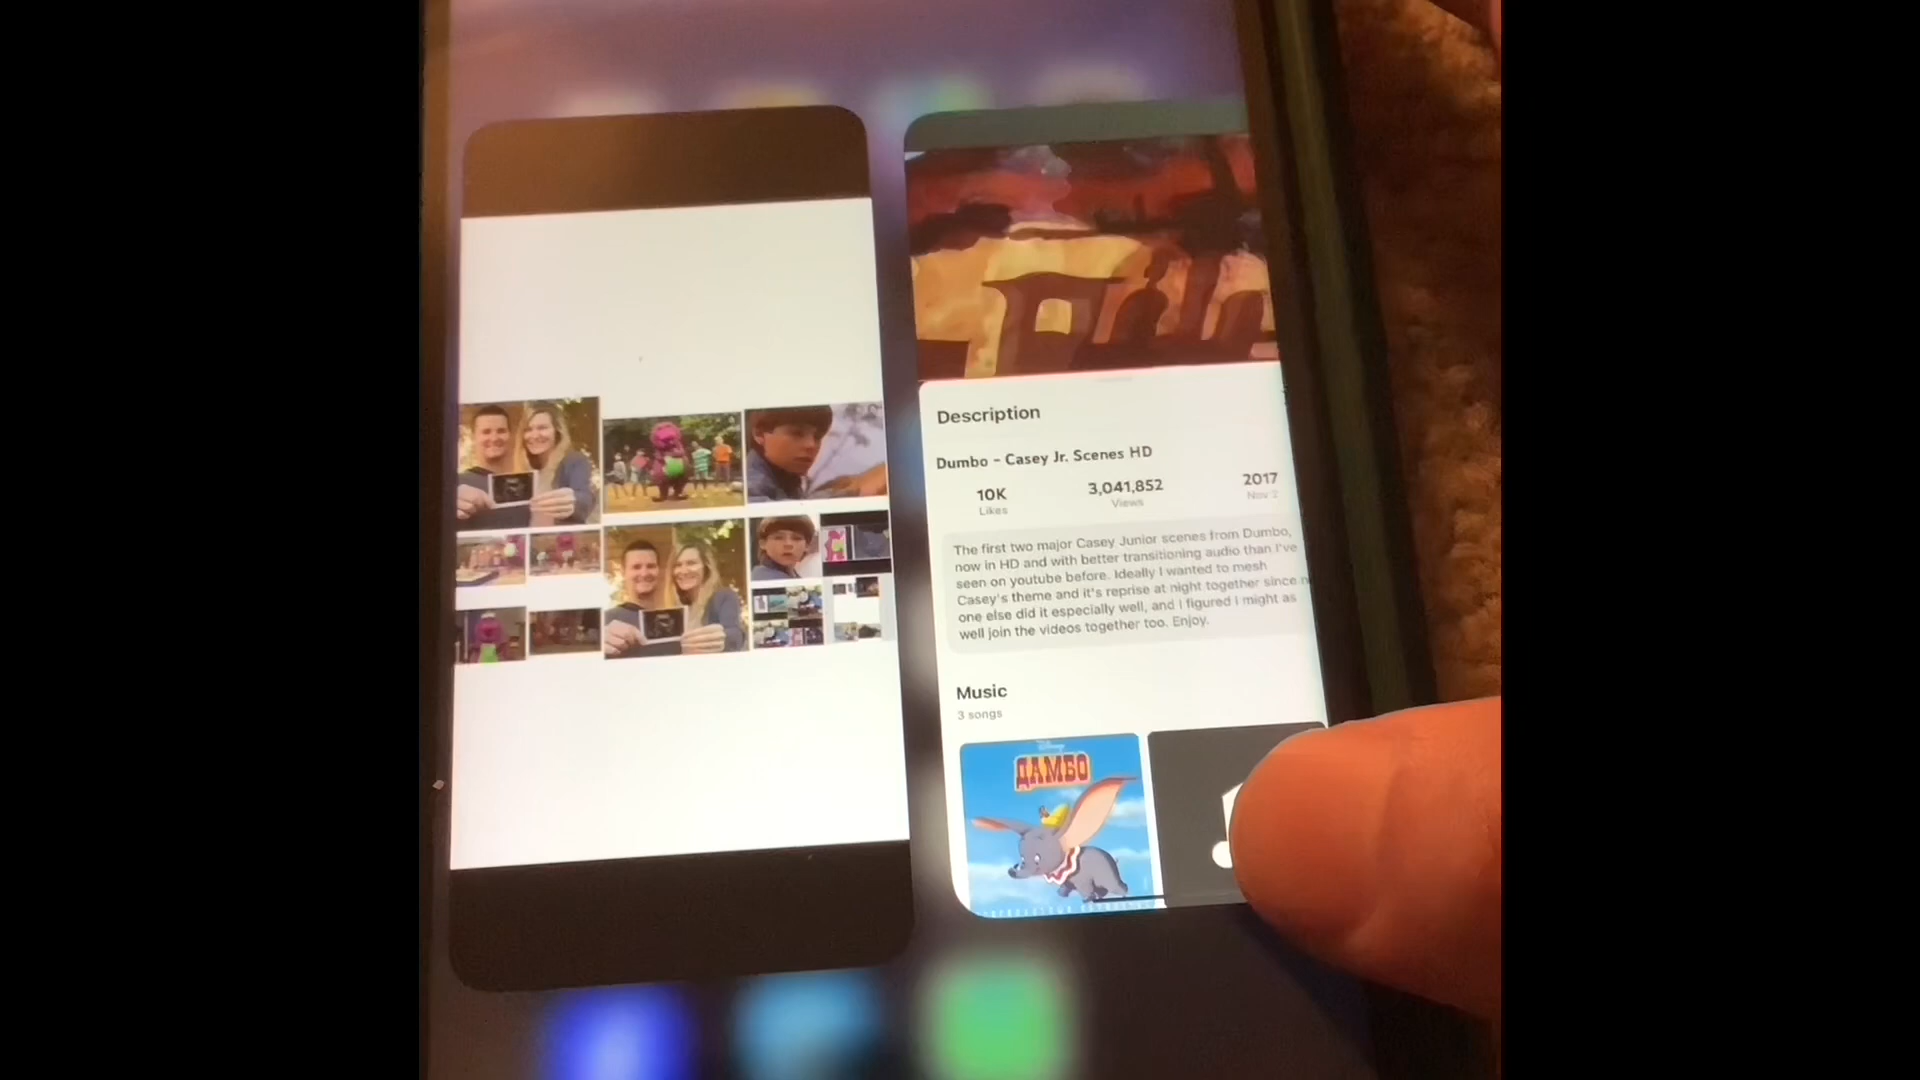 Description
Dumbo - Casey Jr. Scenes HD
10K
3,041,852
2017
Likes
Views
Nov 2
The first two major Casey Junior scenes from Dumbo,
now in HD and with better transitioning audio than I've
seen on youtube before. Ideally I wanted to mesh
Casey's theme and it's reprise at night together since n
one else did it especially well, and I figured I might as
well join the videos together too. Enjoy.
Music
3 songs
Disney
ДАМБО